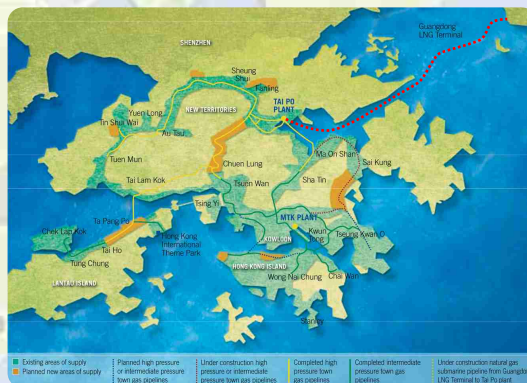 Guangdong
LNG Terminal
SHENZHEN
Sheung
Shui
Fanling
TAI PO
PLANT
NEW TERRITORIES
Yuen Long
Tin Shui Wai
Au Tau
Ma On Shan
Sai Kung
Tuen Mun
Chuen Lung
Tai Lam Kok
Tsuen Wan
Sha Tin
Tsing Yi
Ta Pang Po
MTK PLANT
Chek Lap Kok
Hong Kong
International
Theme Park
Kwun
Tong
Tseung Kwan O
KOWLOON
Tai Ho
Tung Chung
HONG KONG ISLAND
Wong Nai Chung
Chai Wan
LANTAU ISLAND
Stanley
Existing areas of supply
Planned new areas of supply
Planned high pressure
or intermediate pressure
town gas pipelines
Under construction high
pressure or intermediate
pressure town gas pipelines
Completed high
pressure town
gas pipelines
Completed intermediate
pressure town gas
pipelines
Under construction natural gas
submarine pipeline from Guangdong
LNG Terminal to Tai Po plant